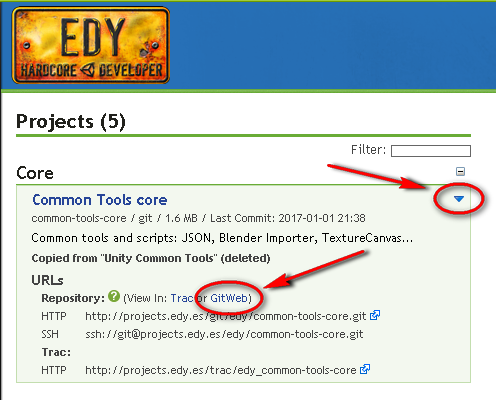 EDY
HARDCORE DEVELOPER
Projects (5)
Filter:
Core
Common Tools core
common-tools-core / git / 1.6 MB / Last Commit: 2017-01-01 21:38
Common tools and scripts: JSON, Blender Importer, TextureCanvas...
Copied from "Unity Common Tools" (deleted)
URLs
Repository: ? (View In: Trac or GitWeb)
HTTP http://projects.edy.es/git/edy/common-tools-core.git
SSH ssh://git@projects.edy.es/edy/common-tools-core.git
Trac:
HTTP http://projects.edy.es/trac/edy_common-tools-core